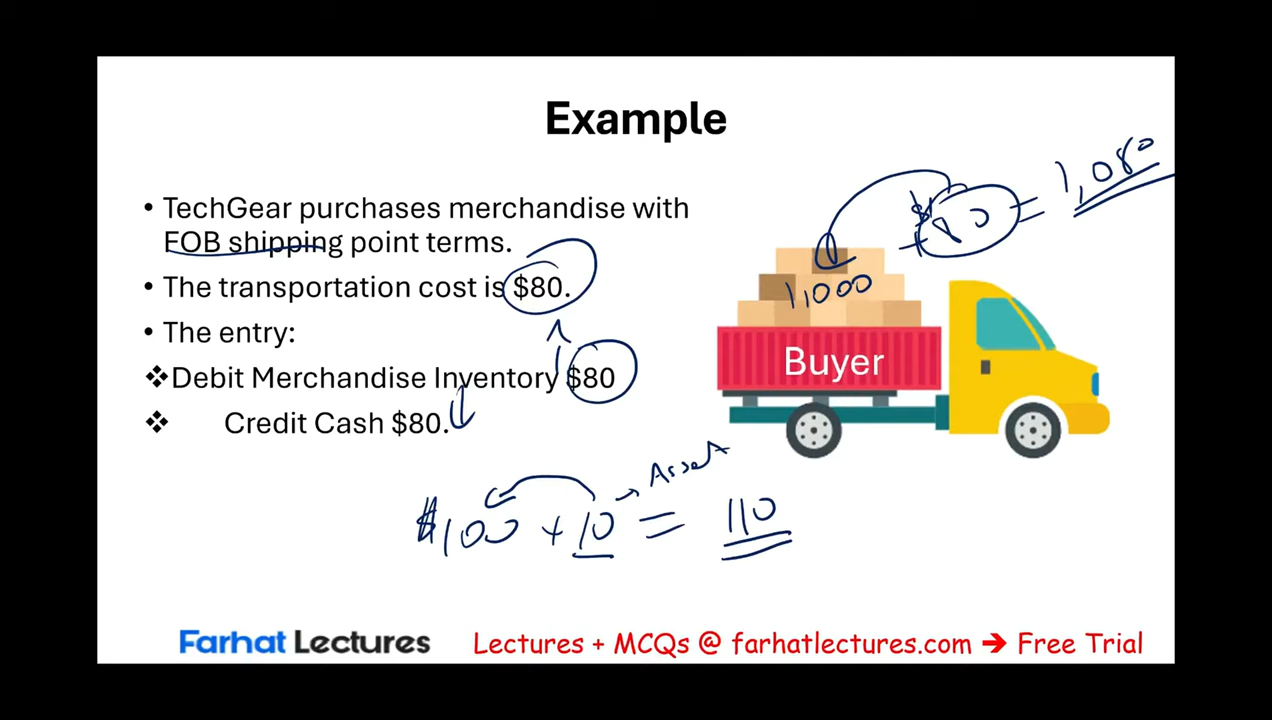 Example
• TechGear purchases merchandise with
FOB shipping point terms.
• The transportation cost is $80.
• The entry:
❖Debit Merchandise Inventory $80
❖ Credit Cash $80.
$80 = 1,080
+
1,000
Buyer
Asset
$100 + 10 = 110
Farhat Lectures
Lectures + MCQs @ farhatlectures.com ➔ Free Trial